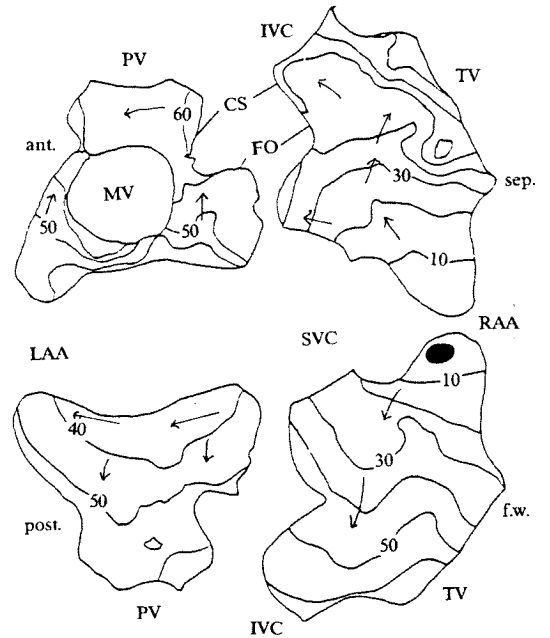 PV
IVC
TV
60
CS
ant.
FO
MV
30
sep.
50
50
10
LAA
SVC
RAA
10
40
30
50
post.
f.w.
50
PV
TV
IVC